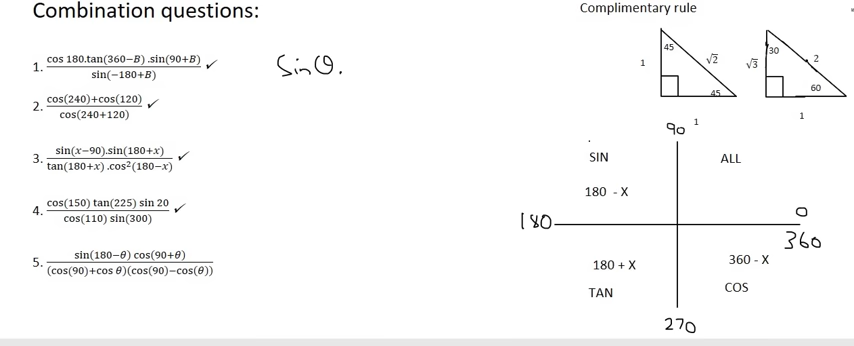 Combination questions:
Complimentary rule
1. cos 180.tan(360−B) .sin(90+B)
sin(−180+B)
✓
sinθ.
2. cos(240)+cos(120)
cos(240+120)
✓
3. sin(x−90).sin(180+x)
tan(180+x) .cos²(180−x)
✓
4. cos(150) tan(225) sin 20
cos(110) sin(300)
✓
5. sin(180−θ) cos(90+θ)
(cos(90)+cos θ)(cos(90)−cos(θ))
45
1
√2
45
1
30
√3
2
60
1
90
SIN
ALL
180 - X
180
0
360
180 + X
360 - X
TAN
COS
270